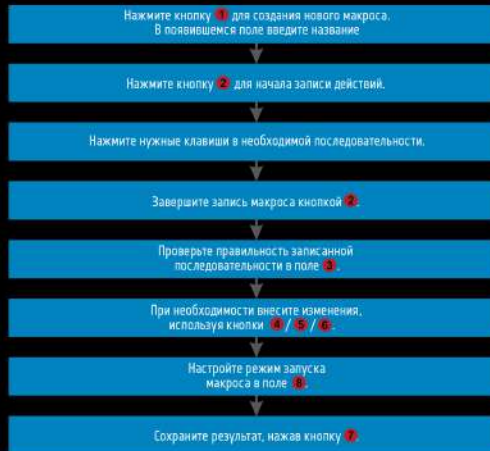 Нажмите кнопку 1 для создания нового макроса.
В появившемся поле введите название
Нажмите кнопку 2 для начала записи действий.
Нажмите нужные клавиши в необходимой последовательности.
Завершите запись макроса кнопкой 2.
Проверьте правильность записанной
последовательности в поле 3.
При необходимости внесите изменения,
используя кнопки 4 / 5 / 6.
Настройте режим запуска
макроса в поле 8.
Сохраните результат, нажав кнопку 7.